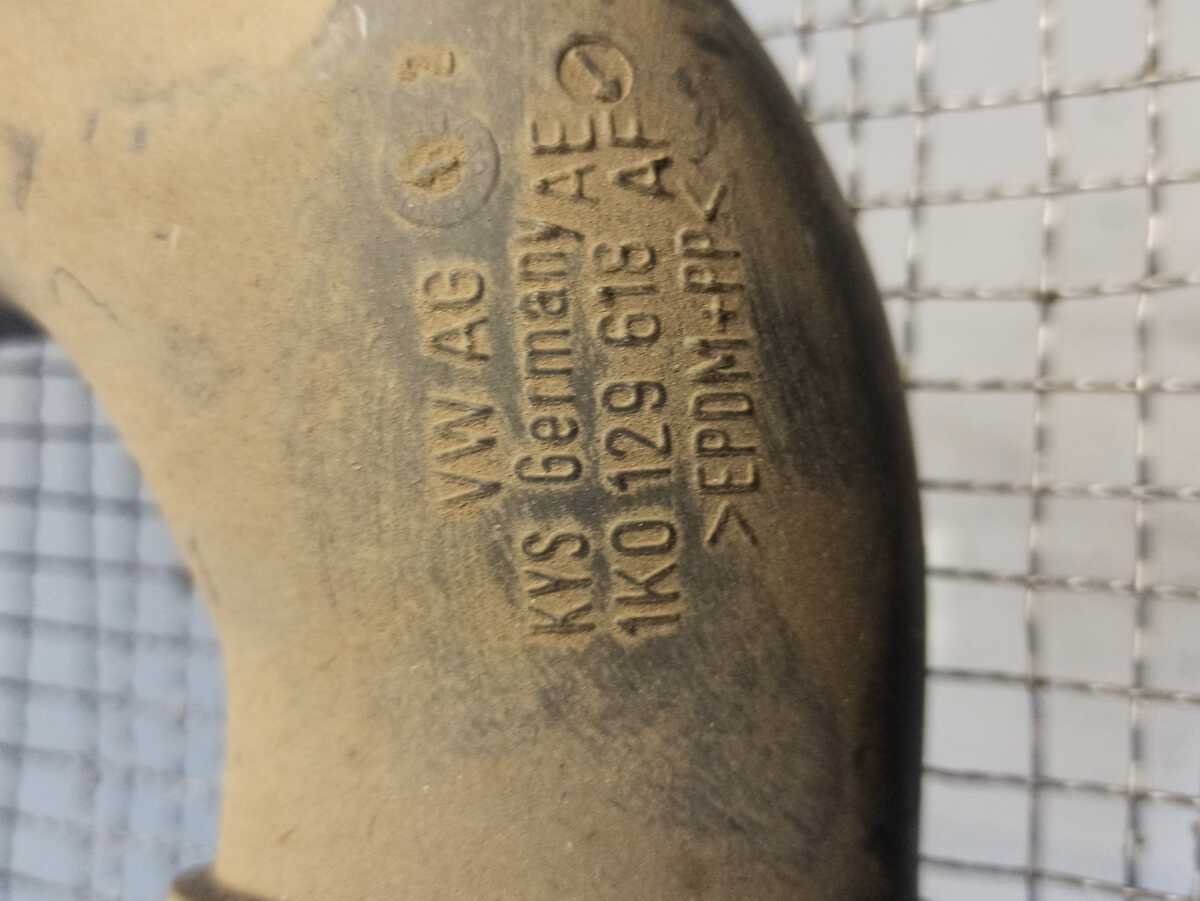 VW AG
KYS Germany AE
1K0 129 618 AF
>EPDM+PP<